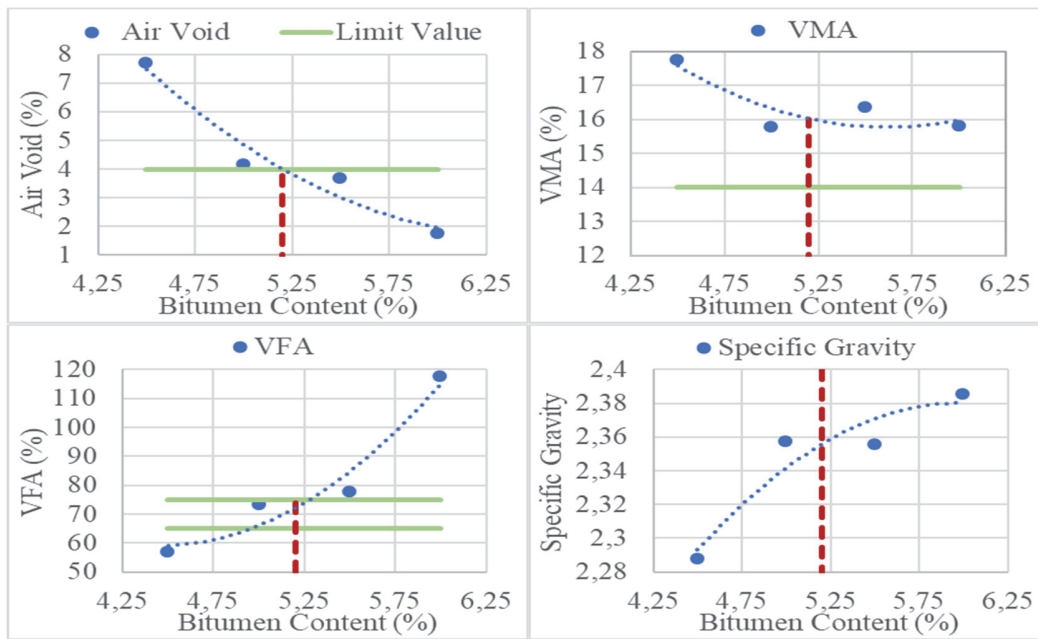 Air Void Limit Value
Air Void (%)
8
7
6
5
4
3
2
1
4,25 4,75 5,25 5,75 6,25
Bitumen Content (%)
VMA
VMA (%)
18
17
16
15
14
13
12
4,25 4,75 5,25 5,75 6,25
Bitumen Content (%)
VFA
VFA (%)
120
110
100
90
80
70
60
50
4,25 4,75 5,25 5,75 6,25
Bitumen Content (%)
Specific Gravity
Specific Gravity
2,4
2,38
2,36
2,34
2,32
2,3
2,28
4,25 4,75 5,25 5,75 6,25
Bitumen Content (%)